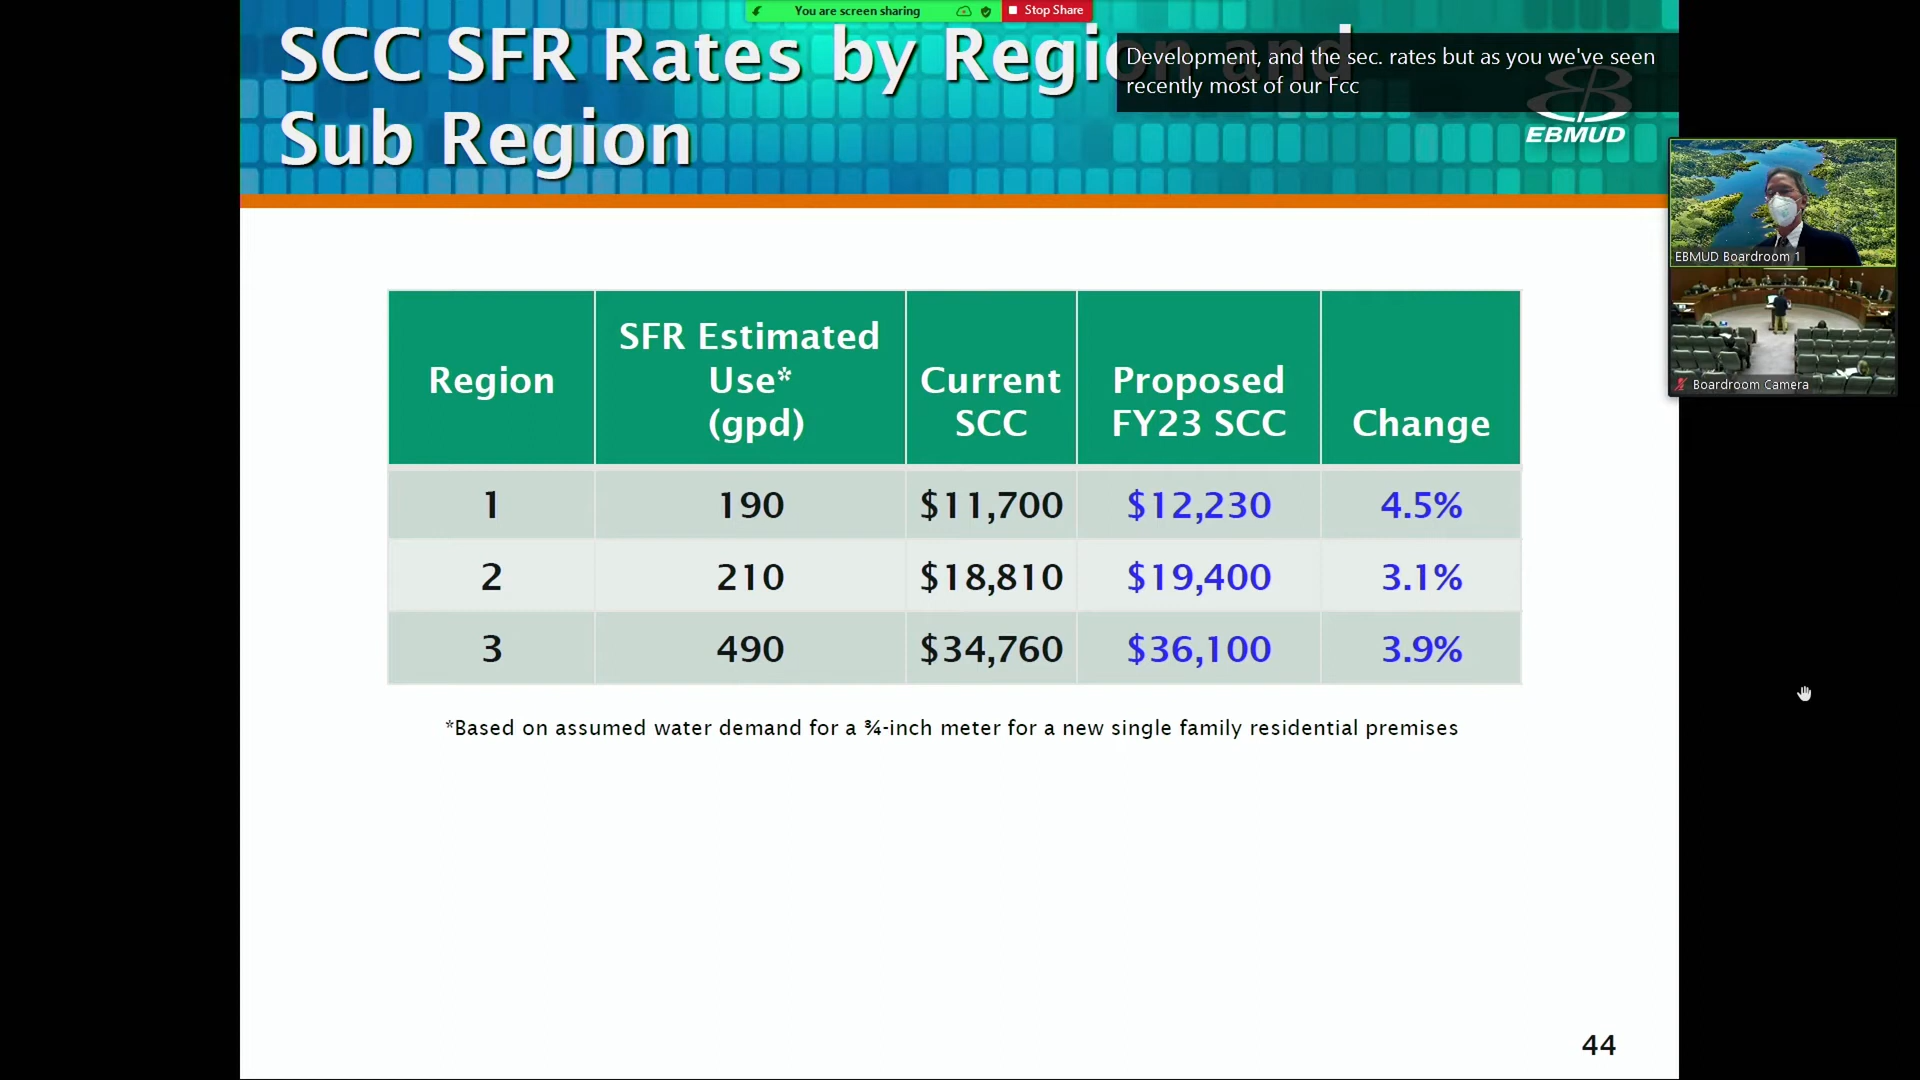 You are screen sharing
Stop Share
SCC SFR Rates by Region and
Sub Region
Development, and the sec. rates but as you we've seen
recently most of our Fcc
EBMUD
EBMUD Boardroom 1
Boardroom Camera
Region
SFR Estimated
Use*
(gpd)
Current
SCC
Proposed
FY23 SCC
Change
1 190 $11,700 $12,230 4.5%
2 210 $18,810 $19,400 3.1%
3 490 $34,760 $36,100 3.9%
*Based on assumed water demand for a ¾-inch meter for a new single family residential premises
44